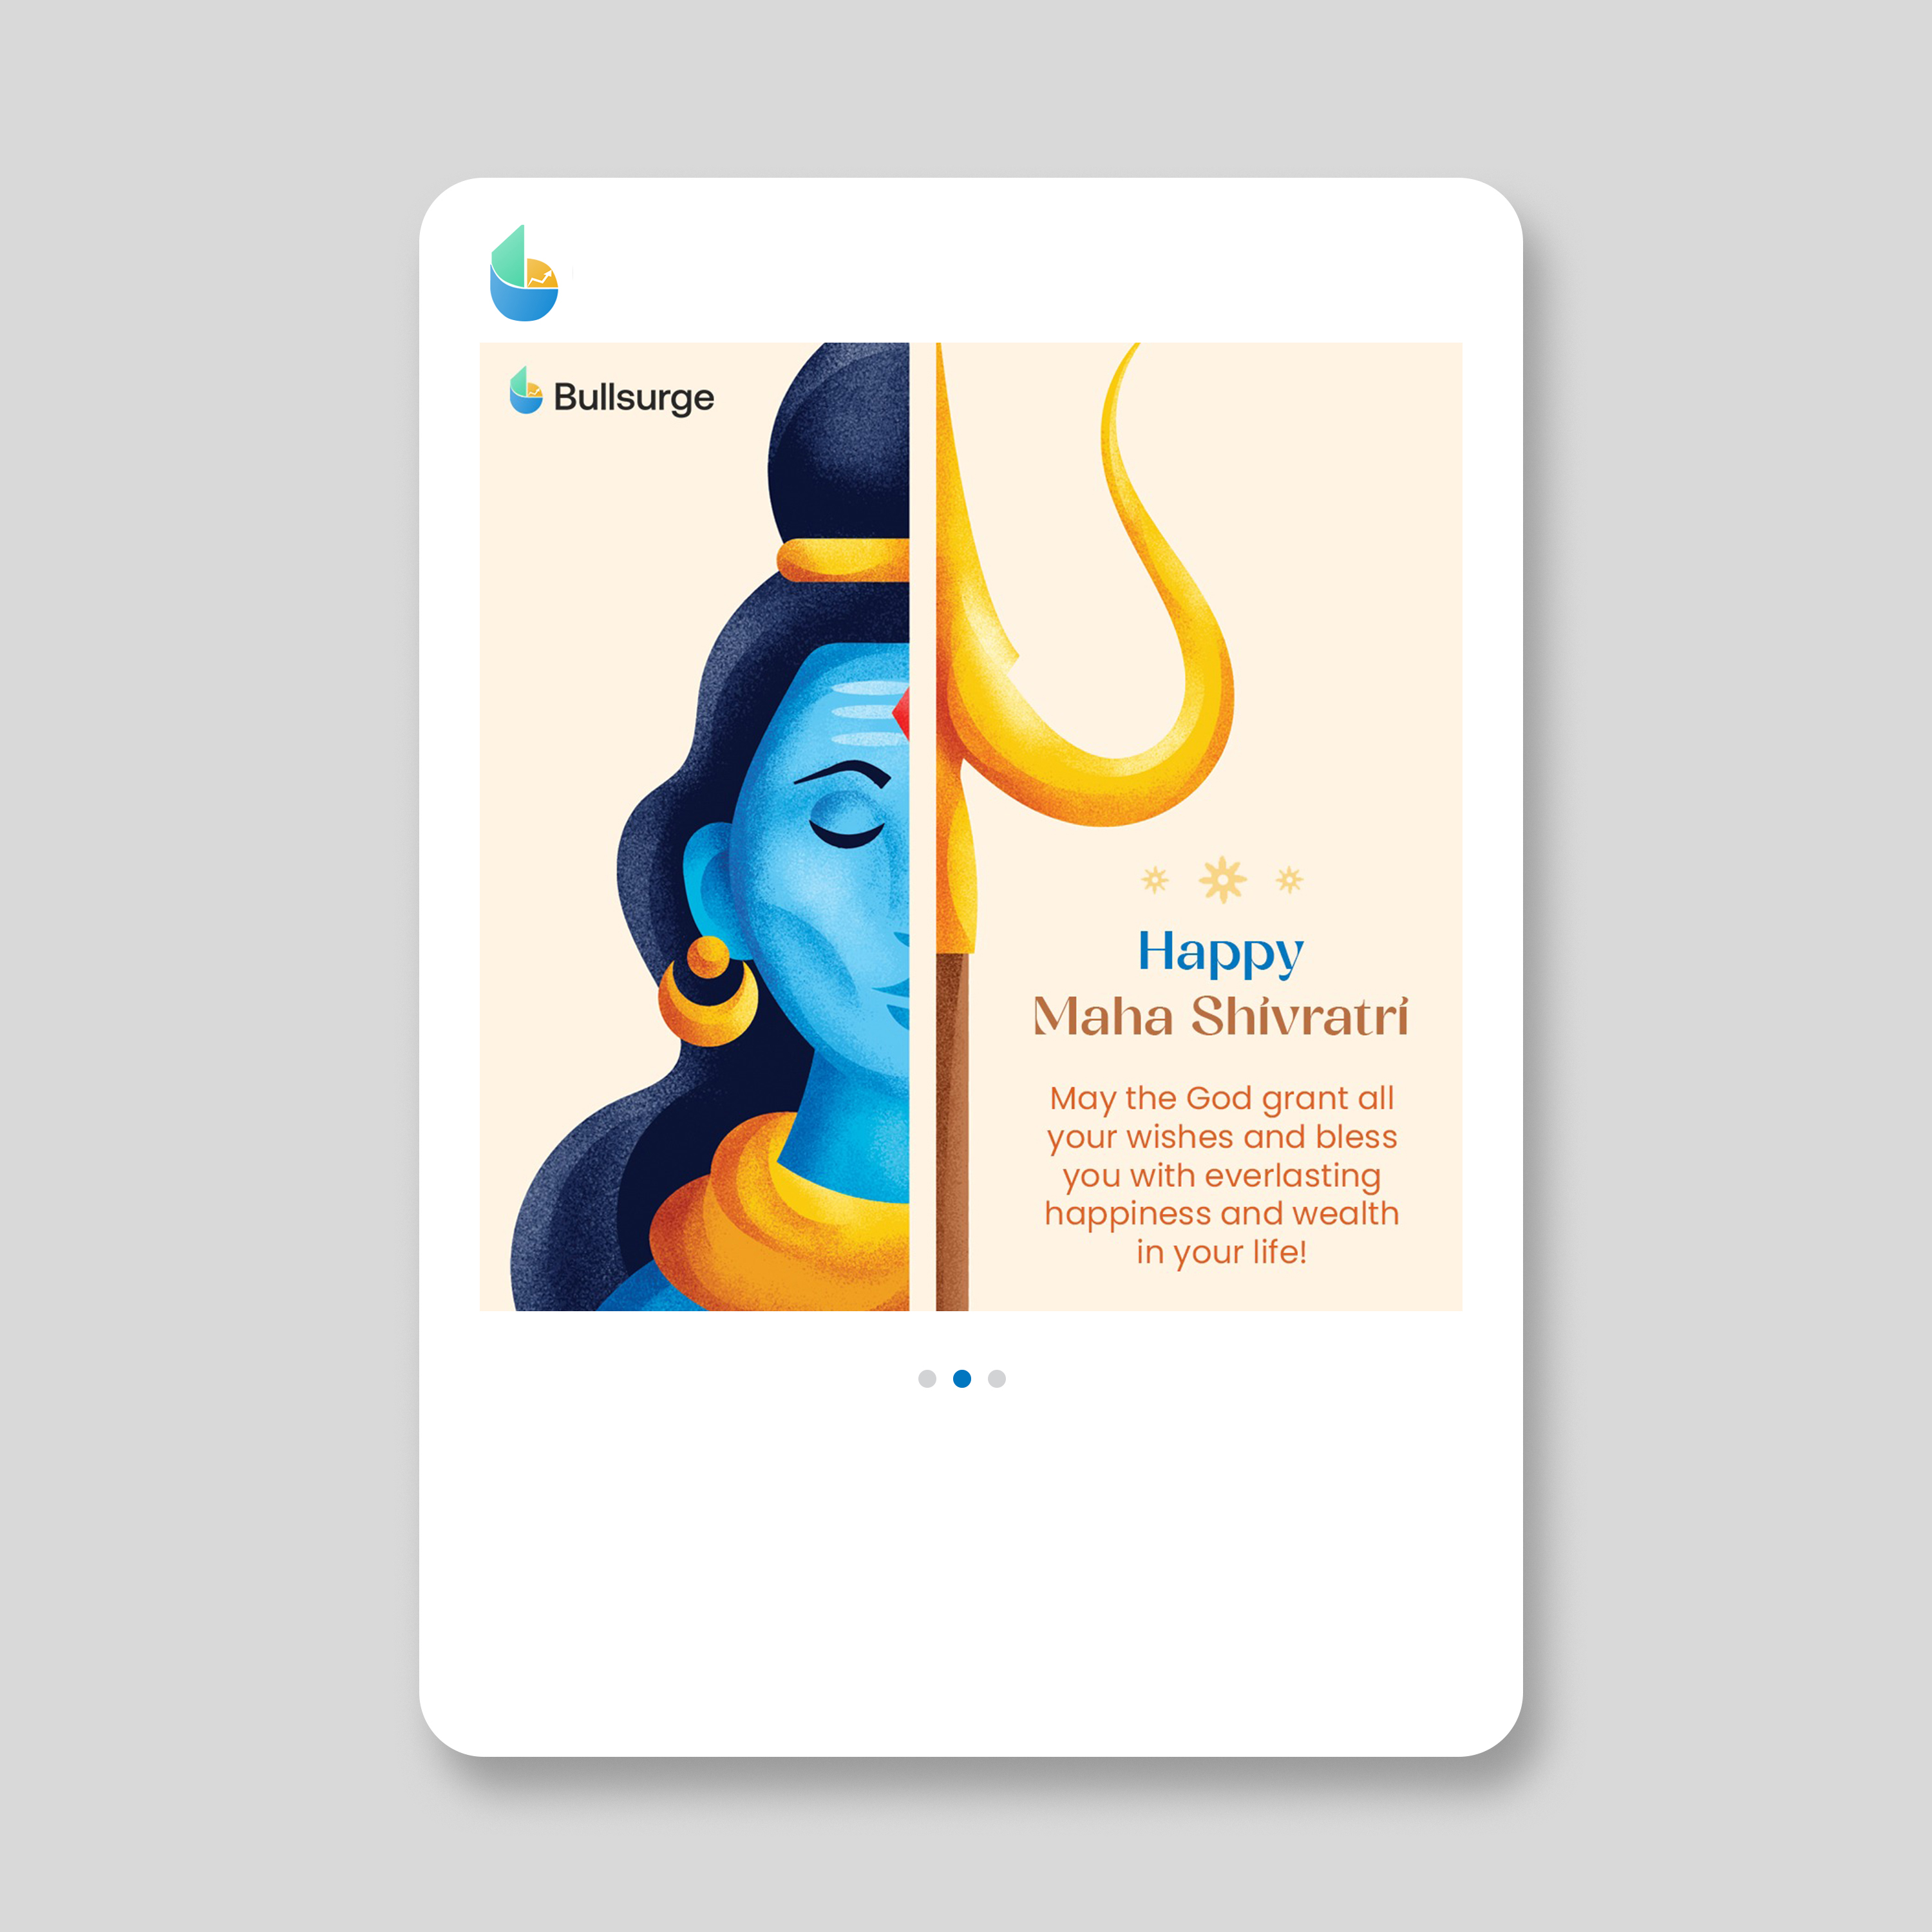 Bullsurge
Happy
Maha Shivratri
May the God grant all
your wishes and bless
you with everlasting
happiness and wealth
in your life!